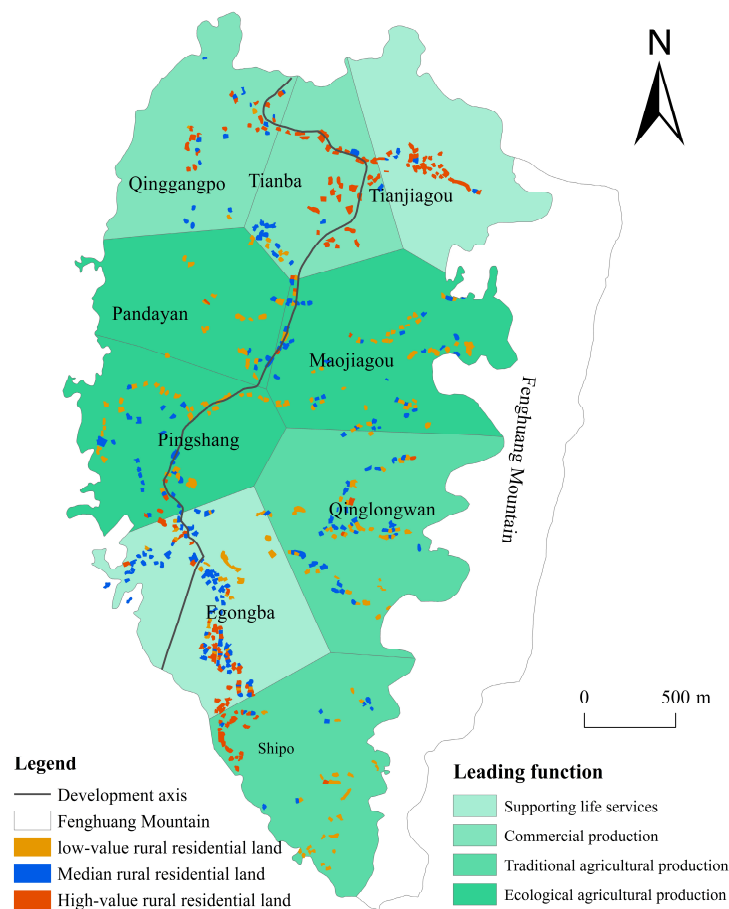 N
Qinggangpo
Tianba
Tianjiagou
Pandayan
Maojiagou
Fenghuang Mountain
Pingshang
Qinglongwan
Egongba
Shipo
0 500 m
Legend
Development axis
Fenghuang Mountain
low-value rural residential land
Median rural residential land
High-value rural residential land
Leading function
Supporting life services
Commercial production
Traditional agricultural production
Ecological agricultural production